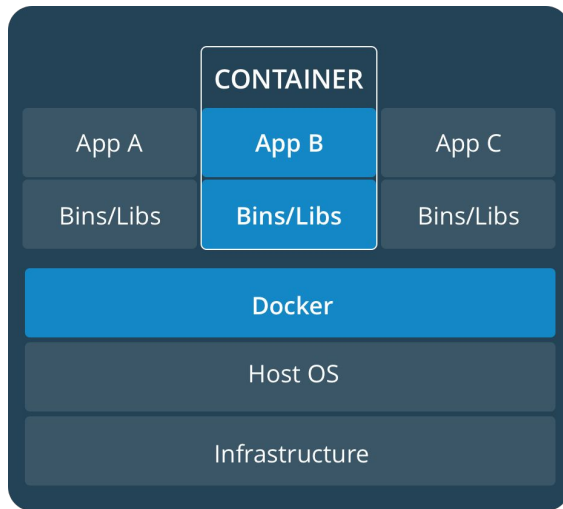 CONTAINER
App A App B App C
Bins/Libs Bins/Libs Bins/Libs
Docker
Host OS
Infrastructure